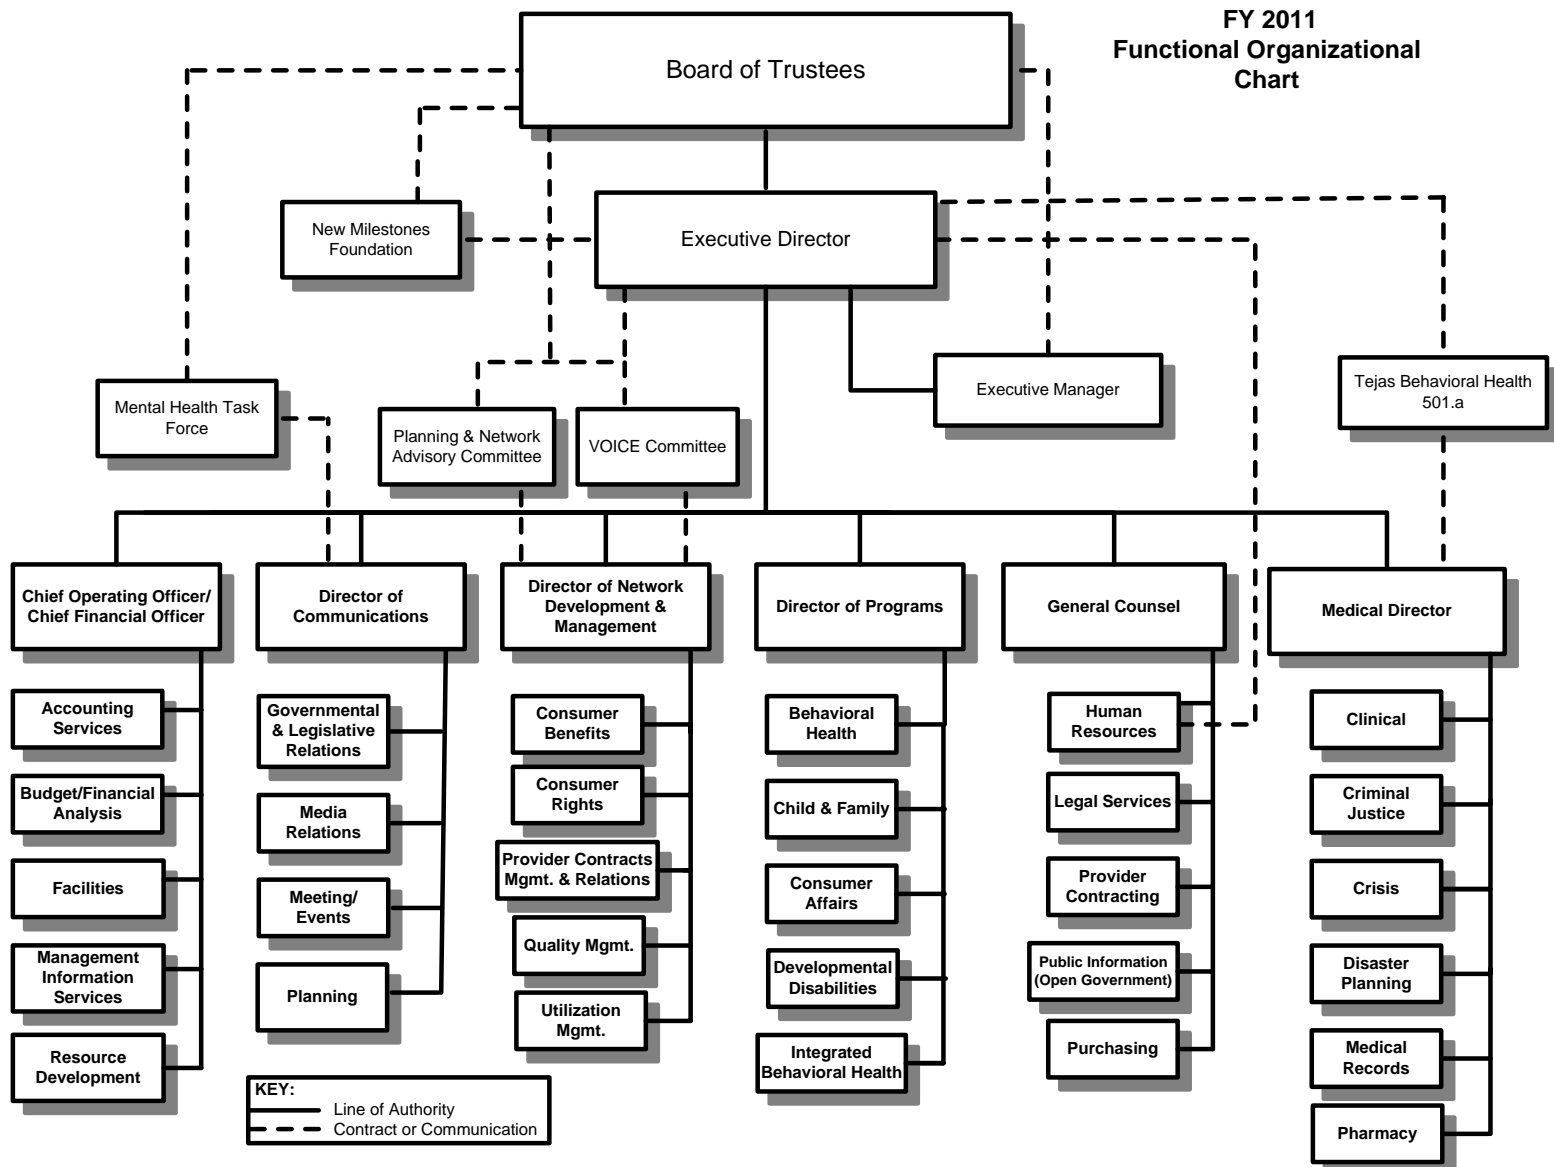 FY 2011
Functional Organizational
Chart
Board of Trustees
New Milestones
Foundation
Executive Director
Executive Manager
Tejas Behavioral Health
501.a
Mental Health Task
Force
Planning & Network
Advisory Committee
VOICE Committee
Chief Operating Officer/
Chief Financial Officer
Director of
Communications
Director of Network
Development &
Management
Director of Programs
General Counsel
Medical Director
Accounting
Services
Budget/Financial
Analysis
Facilities
Management
Information
Services
Resource
Development
Governmental
& Legislative
Relations
Media
Relations
Meeting/
Events
Planning
Consumer
Benefits
Consumer
Rights
Provider Contracts
Mgmt. & Relations
Quality Mgmt.
Utilization
Mgmt.
Behavioral
Health
Child & Family
Consumer
Affairs
Developmental
Disabilities
Integrated
Behavioral Health
Human
Resources
Legal Services
Provider
Contracting
Public Information
(Open Government)
Purchasing
Clinical
Criminal
Justice
Crisis
Disaster
Planning
Medical
Records
Pharmacy
KEY:
Line of Authority
Contract or Communication